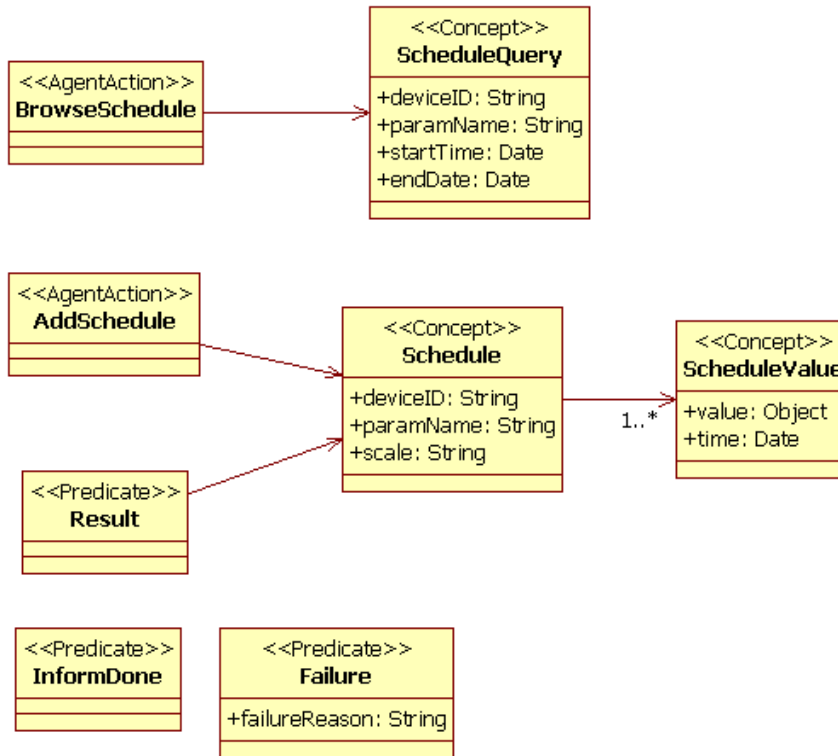 <<AgentAction>>
BrowseSchedule
<<Concept>>
ScheduleQuery
+deviceID: String
+paramName: String
+startTime: Date
+endDate: Date
<<AgentAction>>
AddSchedule
<<Concept>>
Schedule
+deviceID: String
+paramName: String
+scale: String
1..*
<<Concept>>
ScheduleValue
+value: Object
+time: Date
<<Predicate>>
Result
<<Predicate>>
InformDone
<<Predicate>>
Failure
+failureReason: String